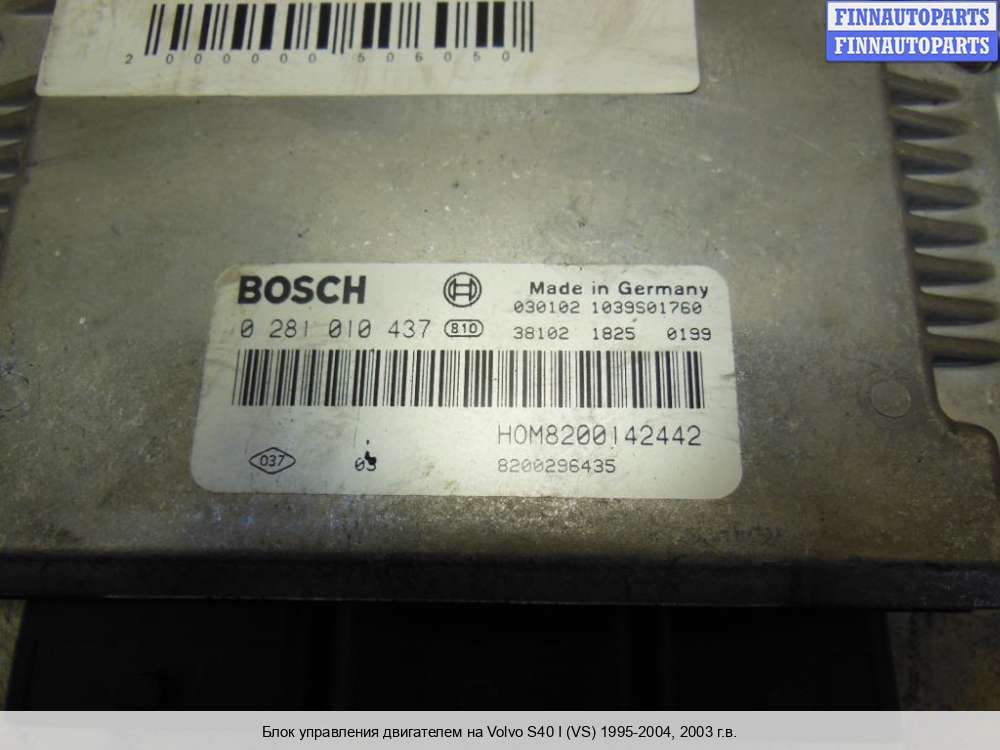 FINNAUTOPARTS
FINNAUTOPARTS
2 000000 506050
BOSCH
Made in Germany
030102 1039S01760
0 281 010 437 810
38102 1825 0199
HOM8200142442
037 03
8200296435
Блок управления двигателем на Volvo S40 I (VS) 1995-2004, 2003 г.в.